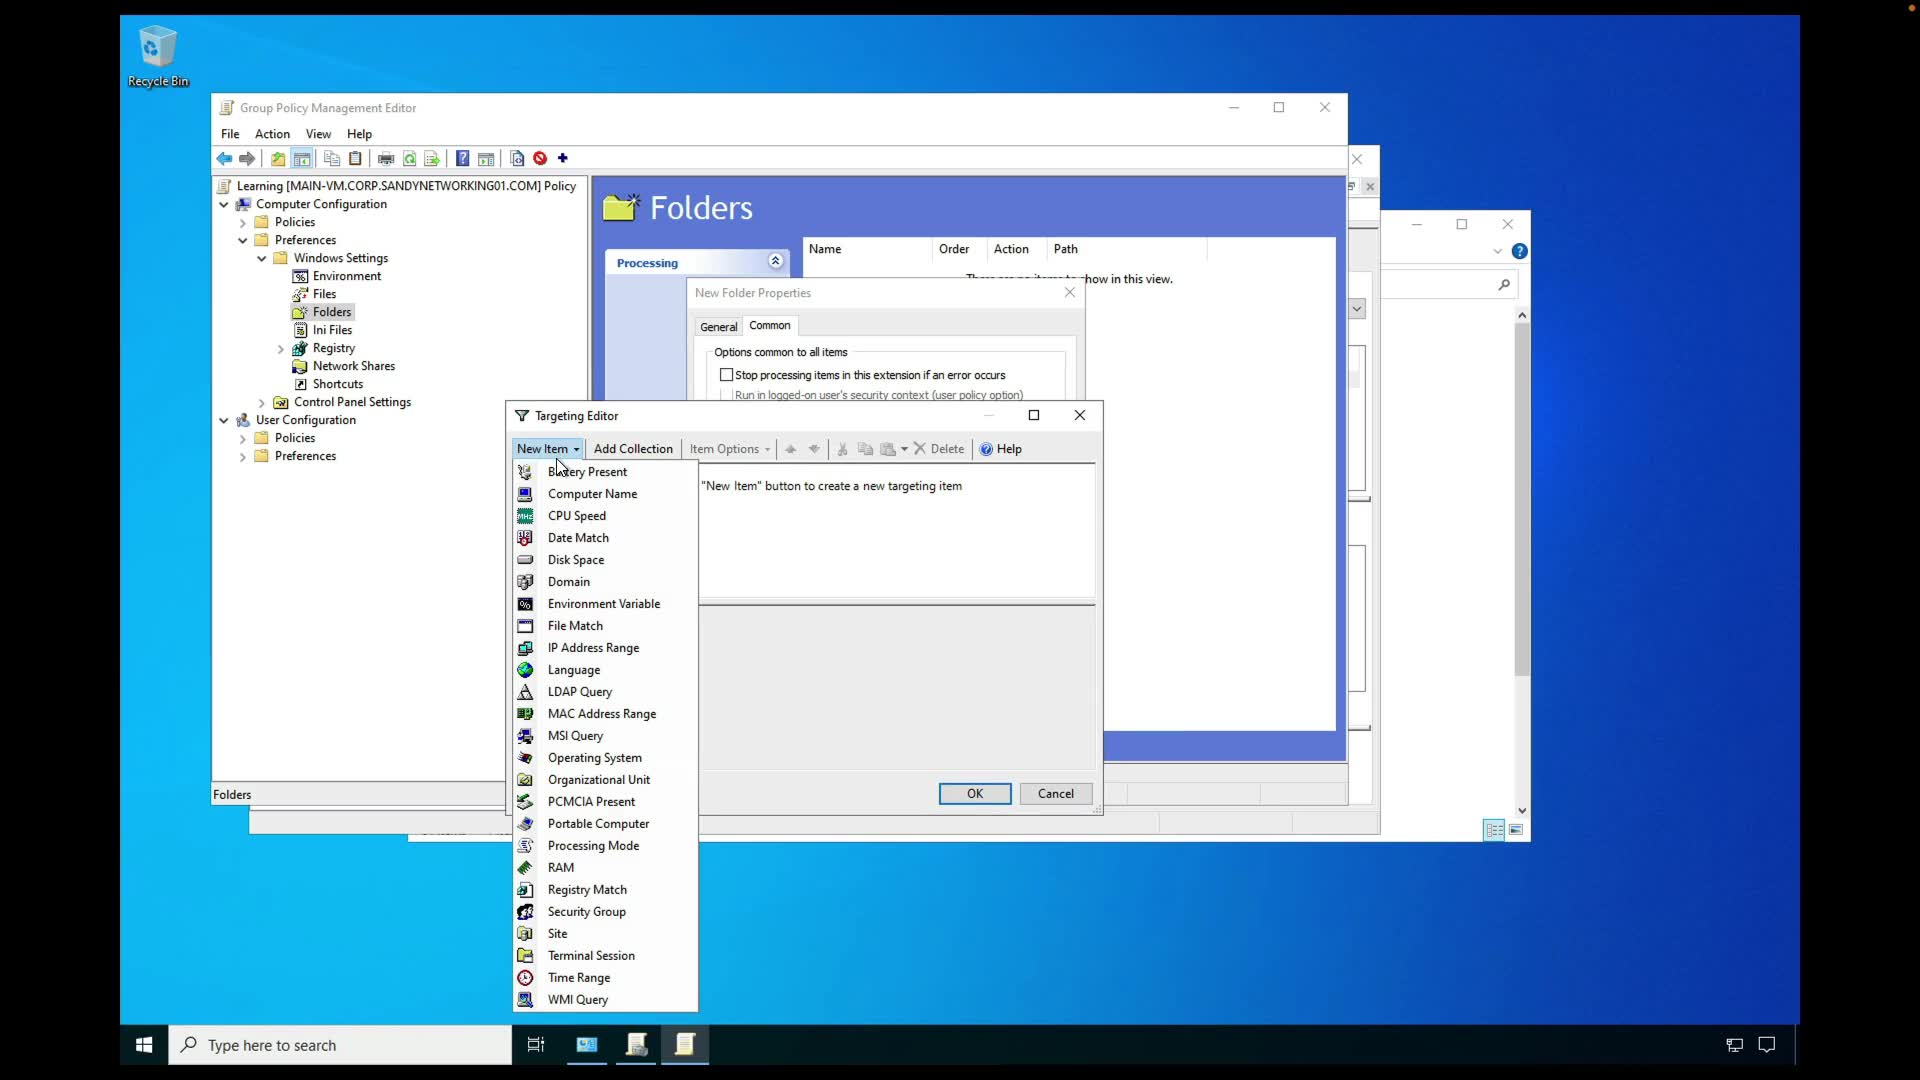 Recycle Bin
Group Policy Management Editor
File Action View Help
Learning [MAIN-VM.CORP.SANDYNETWORKING01.COM] Policy
Computer Configuration
Policies
Preferences
Windows Settings
Environment
Files
Folders
Ini Files
Registry
Network Shares
Shortcuts
Control Panel Settings
User Configuration
Policies
Preferences
Folders
Folders
Processing
Name Order Action Path
how in this view.
New Folder Properties
General Common
Options common to all items
Stop processing items in this extension if an error occurs
Run in logged-on user's security context (user policy option)
Targeting Editor
New Item Add Collection Item Options Delete Help
"New Item" button to create a new targeting item
Battery Present
Computer Name
CPU Speed
Date Match
Disk Space
Domain
Environment Variable
File Match
IP Address Range
Language
LDAP Query
MAC Address Range
MSI Query
Operating System
Organizational Unit
PCMCIA Present
Portable Computer
Processing Mode
RAM
Registry Match
Security Group
Site
Terminal Session
Time Range
WMI Query
OK Cancel
Type here to search